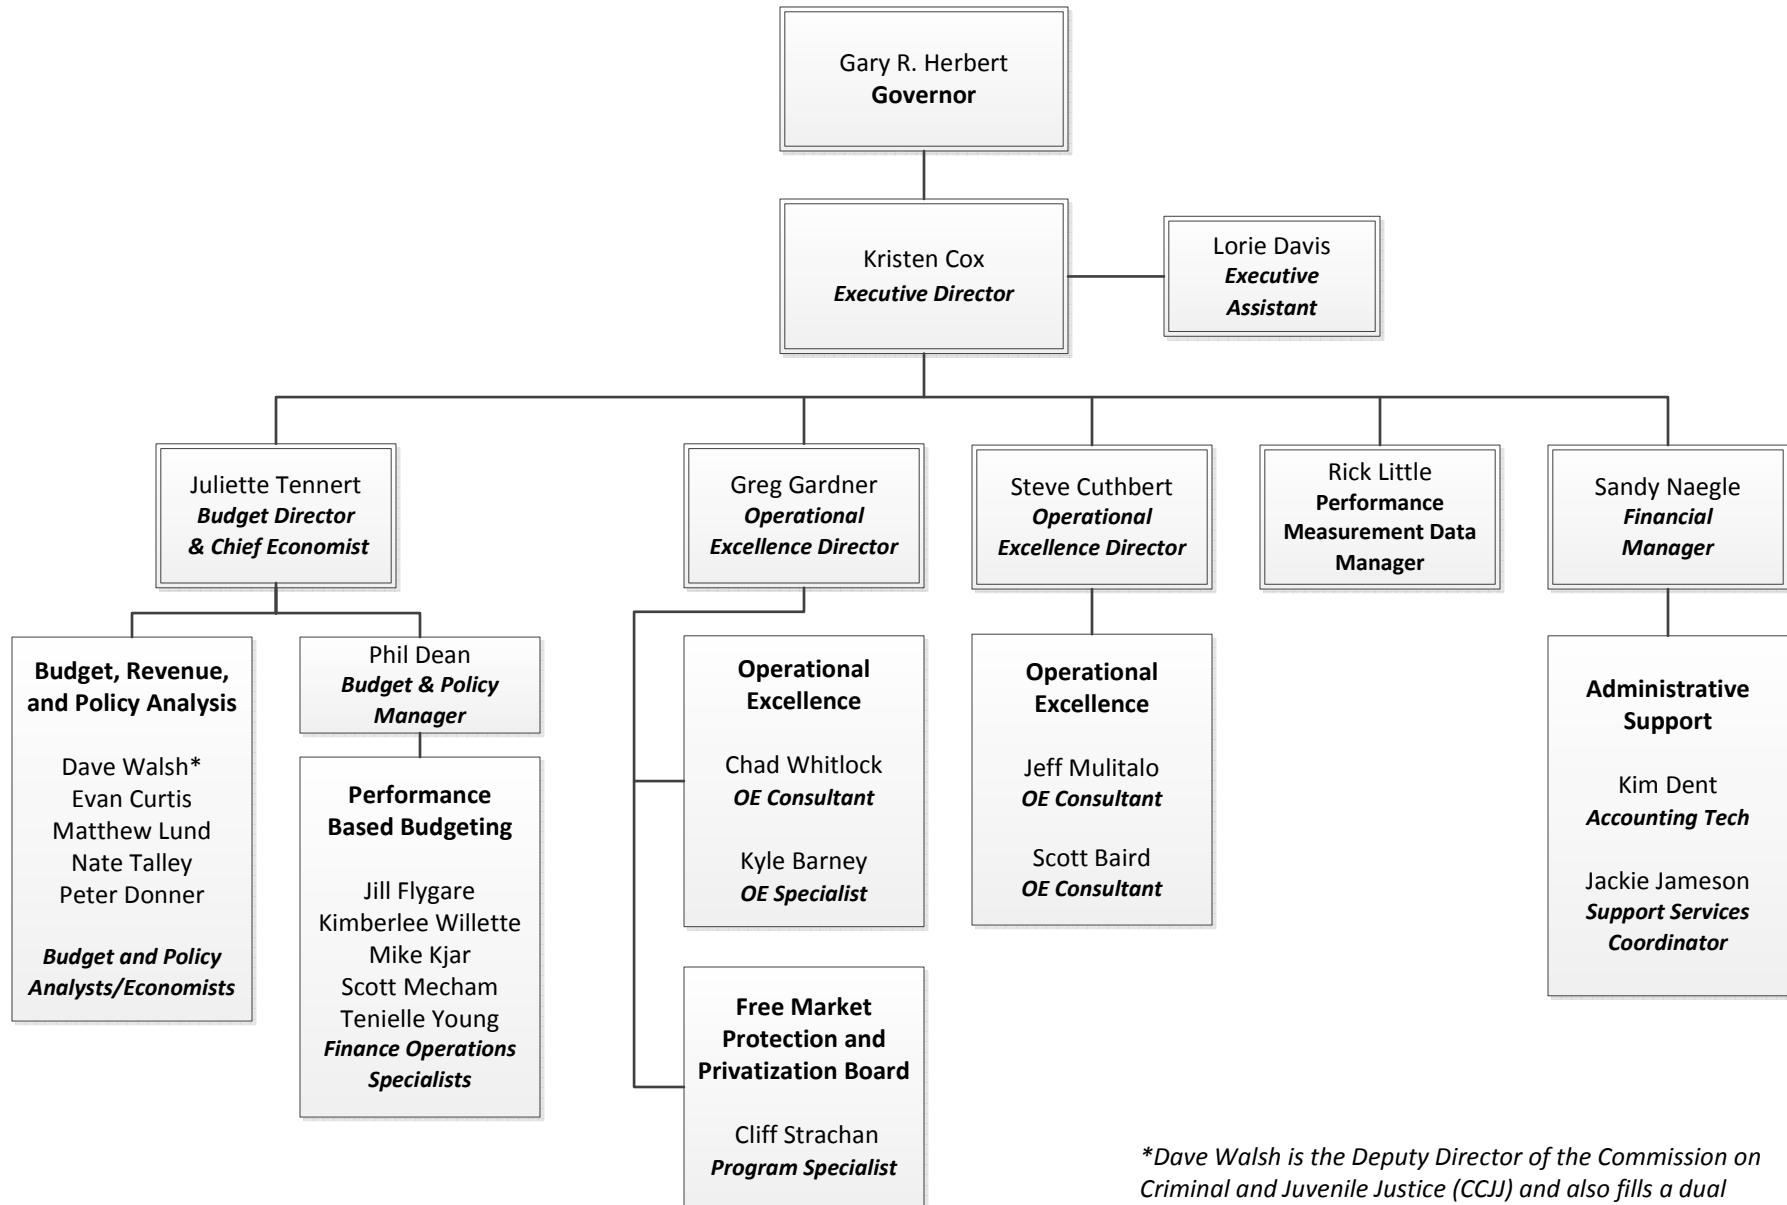 Gary R. Herbert
Governor
Kristen Cox
Executive Director
Lorie Davis
Executive
Assistant
Juliette Tennert
Budget Director
& Chief Economist
Greg Gardner
Operational
Excellence Director
Steve Cuthbert
Operational
Excellence Director
Rick Little
Performance
Measurement Data
Manager
Sandy Naegle
Financial
Manager
Budget, Revenue,
and Policy Analysis
Dave Walsh*
Evan Curtis
Matthew Lund
Nate Talley
Peter Donner
Budget and Policy
Analysts/Economists
Phil Dean
Budget & Policy
Manager
Performance
Based Budgeting
Jill Flygare
Kimberlee Willette
Mike Kjar
Scott Mecham
Tenielle Young
Finance Operations
Specialists
Operational
Excellence
Chad Whitlock
OE Consultant
Kyle Barney
OE Specialist
Free Market
Protection and
Privatization Board
Cliff Strachan
Program Specialist
Operational
Excellence
Jeff Mulitalo
OE Consultant
Scott Baird
OE Consultant
Administrative
Support
Kim Dent
Accounting Tech
Jackie Jameson
Support Services
Coordinator
*Dave Walsh is the Deputy Director of the Commission on
Criminal and Juvenile Justice (CCJJ) and also fills a dual